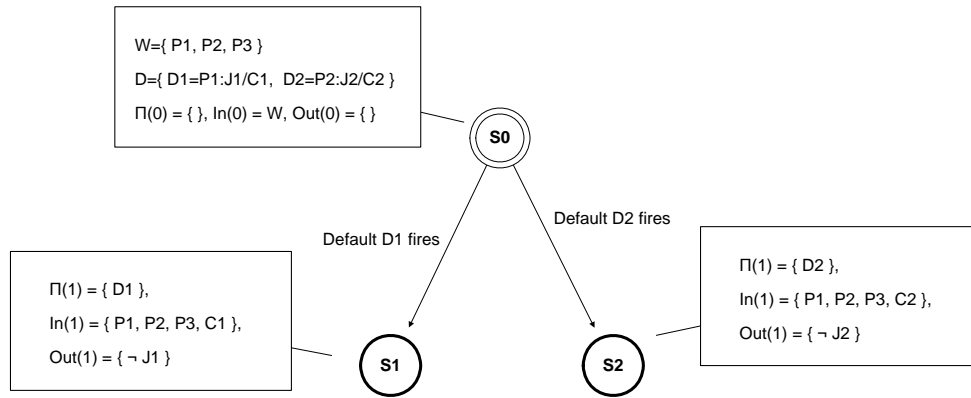 W={ P1, P2, P3 }
D={ D1=P1:J1/C1,  D2=P2:J2/C2 }
Π(0) = { }, In(0) = W, Out(0) = { }
S0
Default D1 fires
Default D2 fires
Π(1) = { D1 },
In(1) = { P1, P2, P3, C1 },
Out(1) = { ¬ J1 }
S1
S2
Π(1) = { D2 },
In(1) = { P1, P2, P3, C2 },
Out(1) = { ¬ J2 }